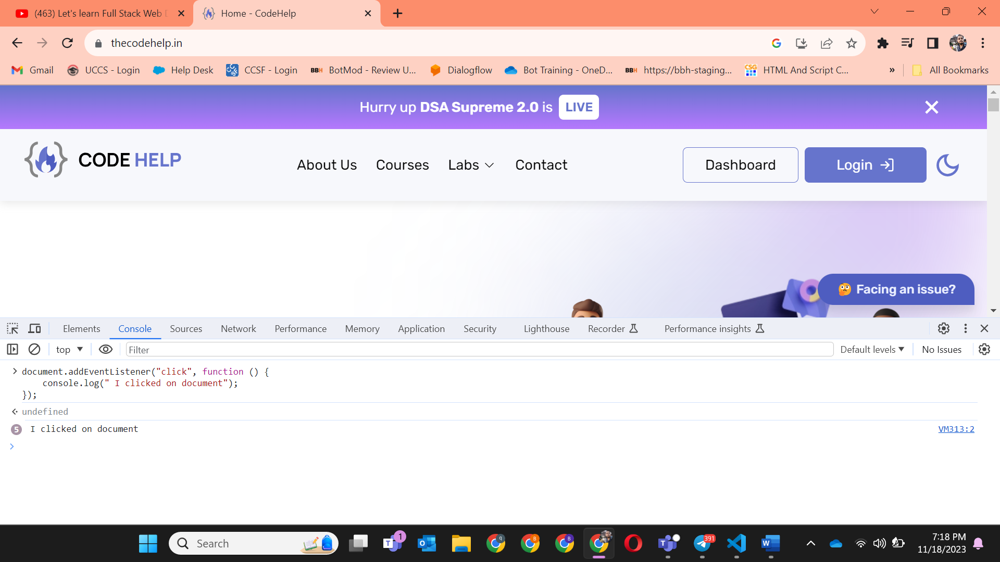 (463) Let's learn Full Stack Web
Home - CodeHelp
thecodehelp.in
Gmail
UCCS - Login
Help Desk
CCSF - Login
BBH BotMod - Review U...
Dialogflow
Bot Training - OneD...
BBH https://bbh-staging...
CSG HTML And Script C...
»
All Bookmarks
Hurry up DSA Supreme 2.0 is LIVE
CODE HELP
About Us
Courses
Labs
Contact
Dashboard
Login
Facing an issue?
Elements
Console
Sources
Network
Performance
Memory
Application
Security
Lighthouse
Recorder
Performance insights
top
Filter
Default levels
No Issues
document.addEventListener("click", function () {
console.log(" I clicked on document");
});
undefined
5 I clicked on document
VM313:2
Search
1
391
7:18 PM
11/18/2023